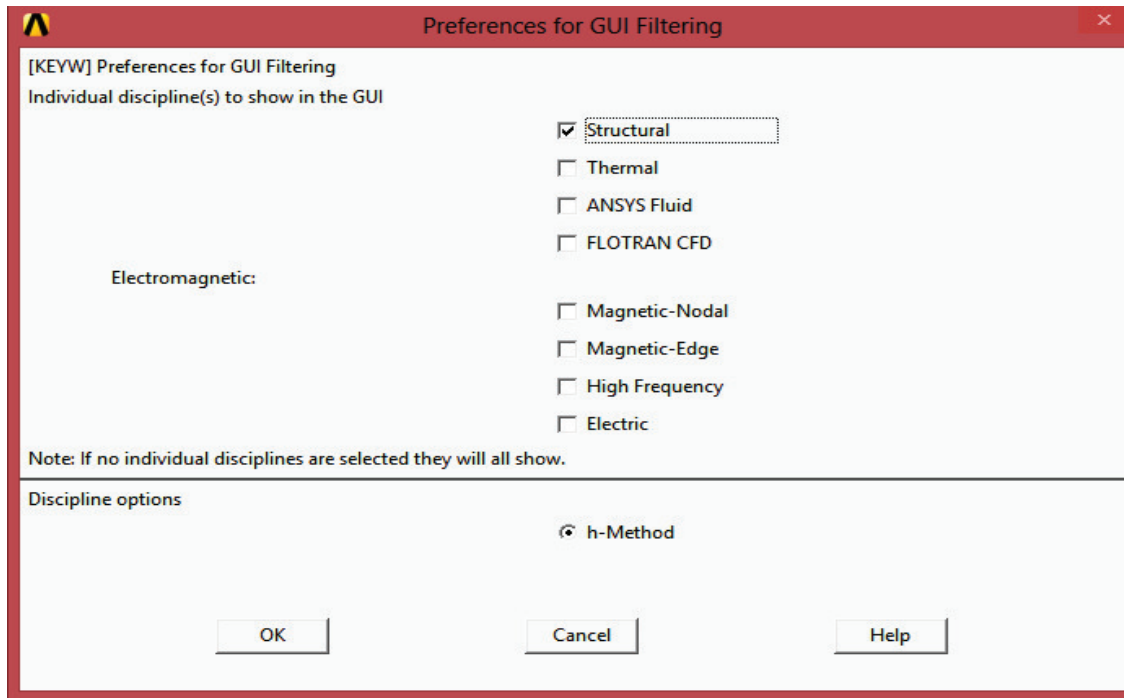 Preferences for GUI Filtering
[KEYW] Preferences for GUI Filtering
Individual discipline(s) to show in the GUI
Structural
Thermal
ANSYS Fluid
FLOTRAN CFD
Electromagnetic:
Magnetic-Nodal
Magnetic-Edge
High Frequency
Electric
Note: If no individual disciplines are selected they will all show.
Discipline options
h-Method
OK Cancel Help